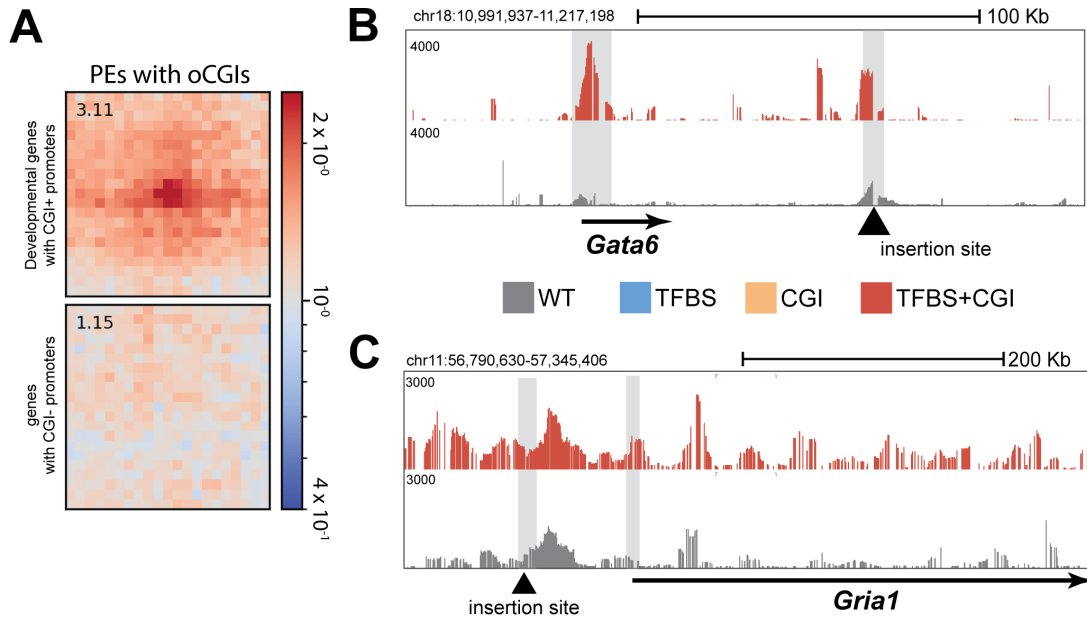 A
PEs with oCGIs
3.11
Developmental genes
with CGI+ promoters
1.15
genes
with CGI- promoters
2 x 10⁻⁰
10⁻⁰
4 x 10⁻¹
B
chr18:10,991,937-11,217,198
100 Kb
4000
4000
Gata6
insertion site
WT
TFBS
CGI
TFBS+CGI
C
chr11:56,790,630-57,345,406
200 Kb
3000
3000
insertion site
Gria1